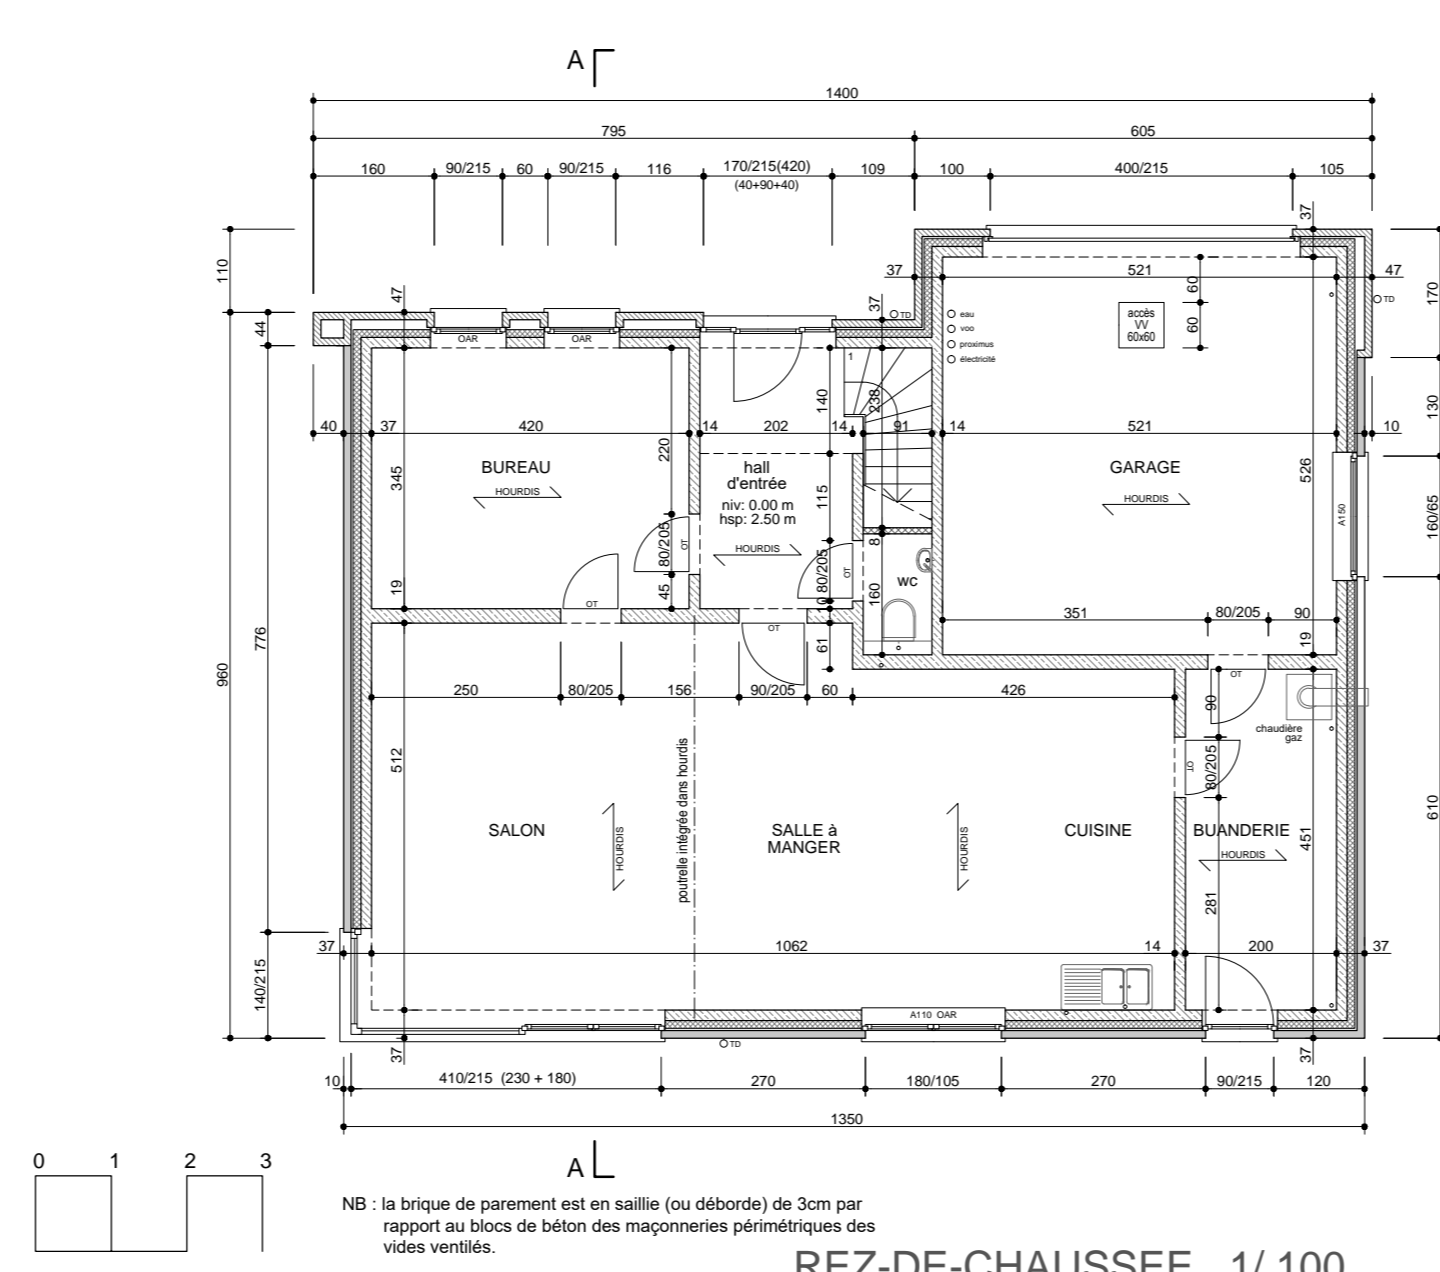 A
1400
795 605
160 90/215 60 90/215 116 170/215(420) 109 100 400/215 105
(40+90+40)
37
110
47
44
37
37 521 47
60
60
TD
TD
170
eau
voo
proximus
électricité
accès
VV
60x60
OAR OAR
1
140
238
130
40 37 420 14 202 14 91 14 521 10
345
220
BUREAU
HOURDIS
hall
d'entrée
niv: 0.00 m
hsp: 2.50 m
HOURDIS
115
GARAGE
HOURDIS
526
A150
160/65
80/205
OT
80/205
OT
8
WC
160
19
45
10
OT
351 80/205 90
19
61
OT
OT
776
960
250 80/205 156 90/205 60 426
90
chaudière
gaz
512
poutrelle intégrée dans hourdis
OT
80/205
SALON
HOURDIS
SALLE à
MANGER
HOURDIS
CUISINE
BUANDERIE
HOURDIS
451
610
281
37 1062 14 200 37
140/215
A110 OAR
TD
37
37
10 410/215 (230 + 180) 270 180/105 270 90/215 120
1350
A
0 1 2 3
NB : la brique de parement est en saillie (ou déborde) de 3cm par
rapport au blocs de béton des maçonneries périmétriques des
vides ventilés.
REZ-DE-CHAUSSEE 1/ 100